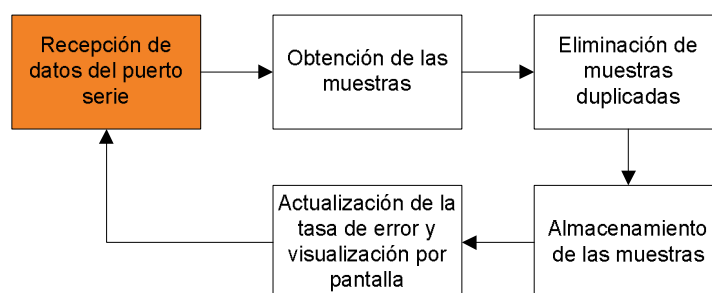 Recepción de
datos del puerto
serie
Obtención de las
muestras
Eliminación de
muestras
duplicadas
Actualización de la
tasa de error y
visualización por
pantalla
Almacenamiento
de las muestras